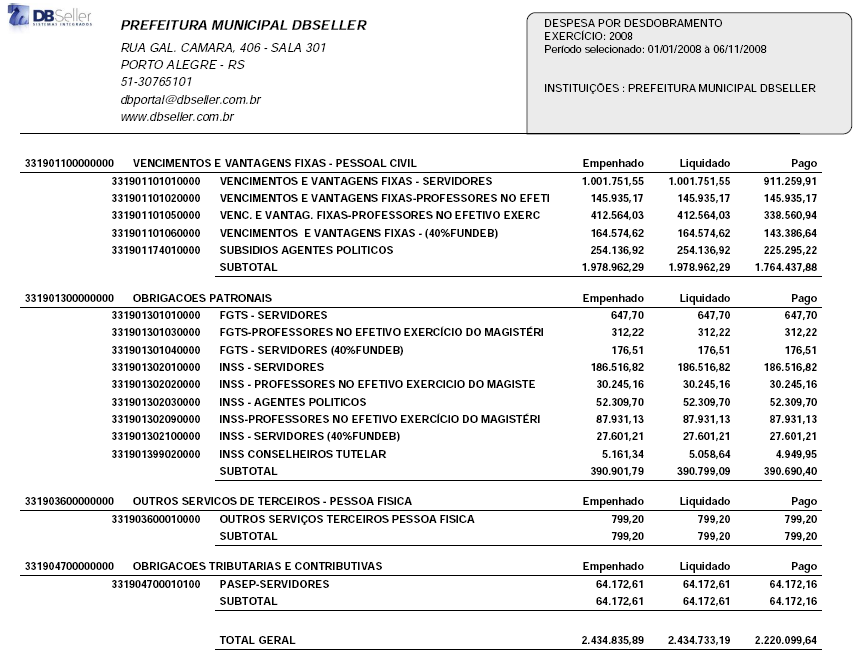 DBSeller
SISTEMAS INTEGRADOS
PREFEITURA MUNICIPAL DBSELLER
RUA GAL. CAMARA, 406 - SALA 301
PORTO ALEGRE - RS
51-30765101
dbportal@dbseller.com.br
www.dbseller.com.br
DESPESA POR DESDOBRAMENTO
EXERCÍCIO: 2008
Período selecionado: 01/01/2008 à 06/11/2008
INSTITUIÇÕES : PREFEITURA MUNICIPAL DBSELLER
331901100000000 VENCIMENTOS E VANTAGENS FIXAS - PESSOAL CIVIL Empenhado Liquidado Pago
331901101010000 VENCIMENTOS E VANTAGENS FIXAS - SERVIDORES 1.001.751,55 1.001.751,55 911.259,91
331901101020000 VENCIMENTOS E VANTAGENS FIXAS-PROFESSORES NO EFETI 145.935,17 145.935,17 145.935,17
331901101050000 VENC. E VANTAG. FIXAS-PROFESSORES NO EFETIVO EXERC 412.564,03 412.564,03 338.560,94
331901101060000 VENCIMENTOS E VANTAGENS FIXAS - (40%FUNDEB) 164.574,62 164.574,62 143.386,64
331901174010000 SUBSIDIOS AGENTES POLITICOS 254.136,92 254.136,92 225.295,22
SUBTOTAL 1.978.962,29 1.978.962,29 1.764.437,88
331901300000000 OBRIGACOES PATRONAIS Empenhado Liquidado Pago
331901301010000 FGTS - SERVIDORES 647,70 647,70 647,70
331901301030000 FGTS-PROFESSORES NO EFETIVO EXERCÍCIO DO MAGISTÉRI 312,22 312,22 312,22
331901301040000 FGTS - SERVIDORES (40%FUNDEB) 176,51 176,51 176,51
331901302010000 INSS - SERVIDORES 186.516,82 186.516,82 186.516,82
331901302020000 INSS - PROFESSORES NO EFETIVO EXERCICIO DO MAGISTE 30.245,16 30.245,16 30.245,16
331901302030000 INSS - AGENTES POLITICOS 52.309,70 52.309,70 52.309,70
331901302090000 INSS-PROFESSORES NO EFETIVO EXERCÍCIO DO MAGISTÉRI 87.931,13 87.931,13 87.931,13
331901302100000 INSS - SERVIDORES (40%FUNDEB) 27.601,21 27.601,21 27.601,21
331901399020000 INSS CONSELHEIROS TUTELAR 5.161,34 5.058,64 4.949,95
SUBTOTAL 390.901,79 390.799,09 390.690,40
331903600000000 OUTROS SERVICOS DE TERCEIROS - PESSOA FISICA Empenhado Liquidado Pago
331903600010000 OUTROS SERVIÇOS TERCEIROS PESSOA FISICA 799,20 799,20 799,20
SUBTOTAL 799,20 799,20 799,20
331904700000000 OBRIGACOES TRIBUTARIAS E CONTRIBUTIVAS Empenhado Liquidado Pago
331904700010100 PASEP-SERVIDORES 64.172,61 64.172,61 64.172,16
SUBTOTAL 64.172,61 64.172,61 64.172,16
TOTAL GERAL 2.434.835,89 2.434.733,19 2.220.099,64